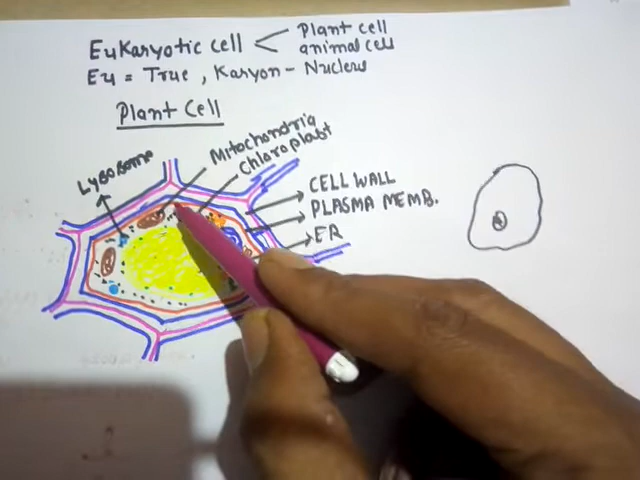 Eukaryotic cell < Plant cell
animal cell
Eu = True , Karyon - Nucleus
Plant Cell
Mitochondria
Chloroplast
Lysosome
CELL WALL
PLASMA MEMB.
ER